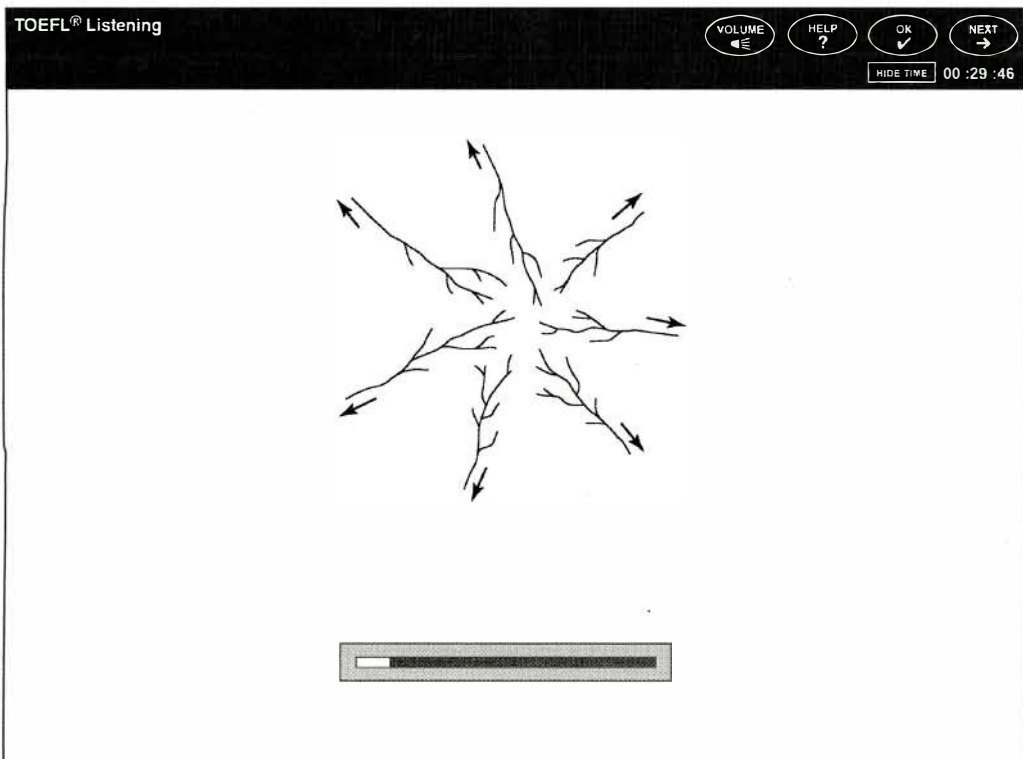 TOEFL® Listening
VOLUME
HELP
?
OK
NEXT
HIDE TIME 00 :29 :46